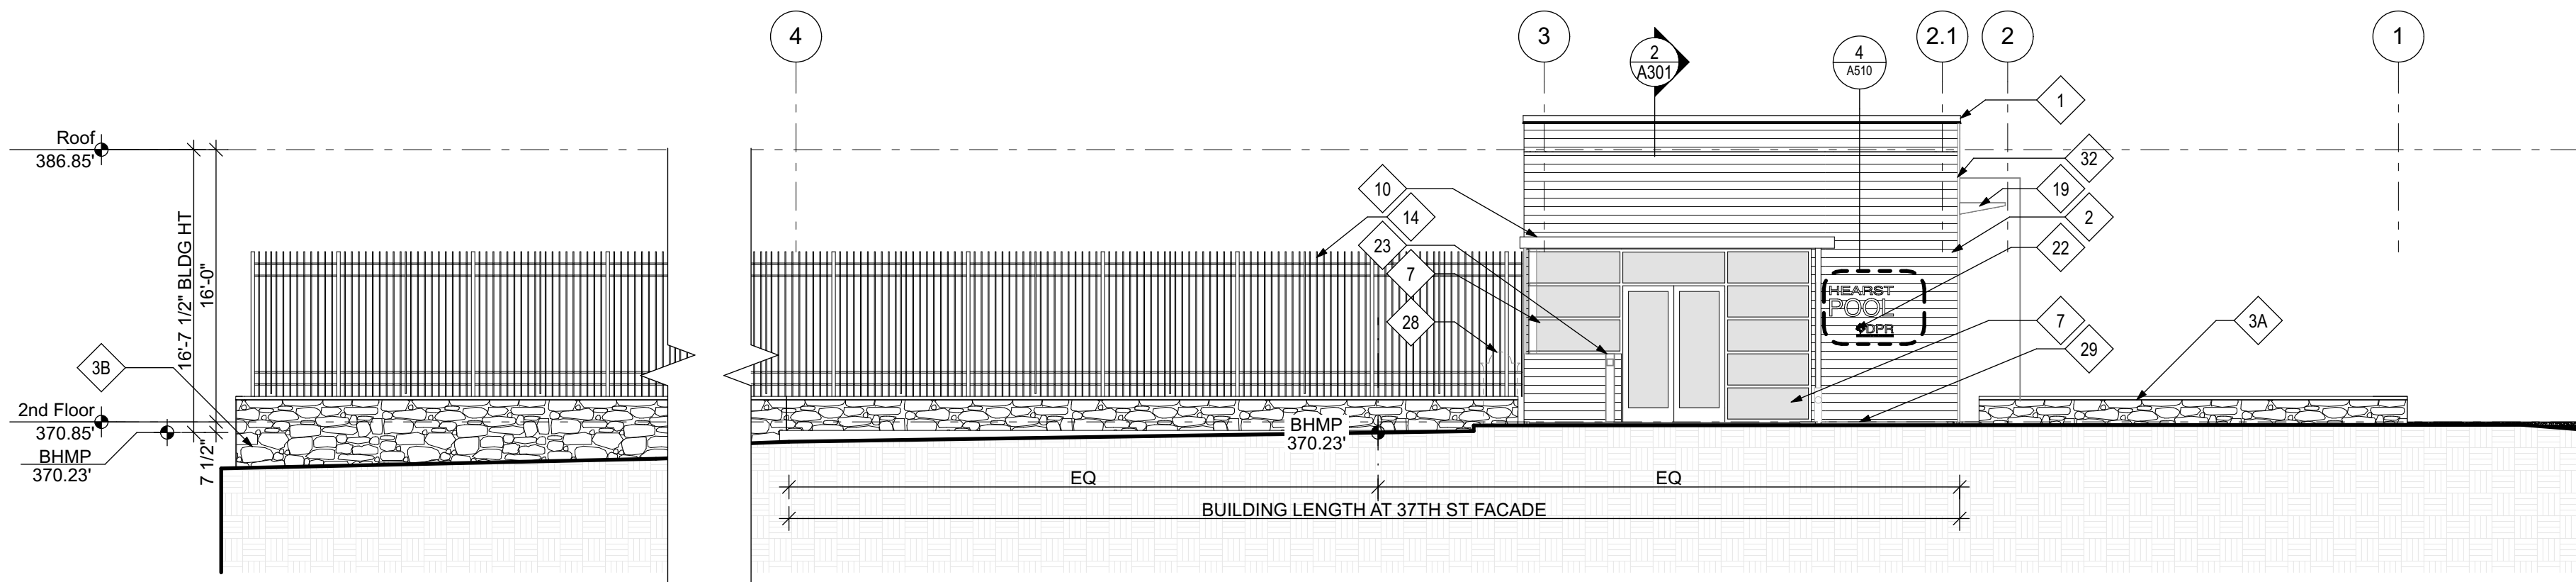 4
3
2.1
2
1
2
A301
4
A510
1
Roof
386.85'
32
10
19
14
2
23
22
7
16'-7 1/2" BLDG HT
16'-0"
HEARST
POOL
DPR
28
7
3A
29
3B
2nd Floor
370.85'
BHMP
370.23'
7 1/2"
BHMP
370.23'
EQ
EQ
BUILDING LENGTH AT 37TH ST FACADE